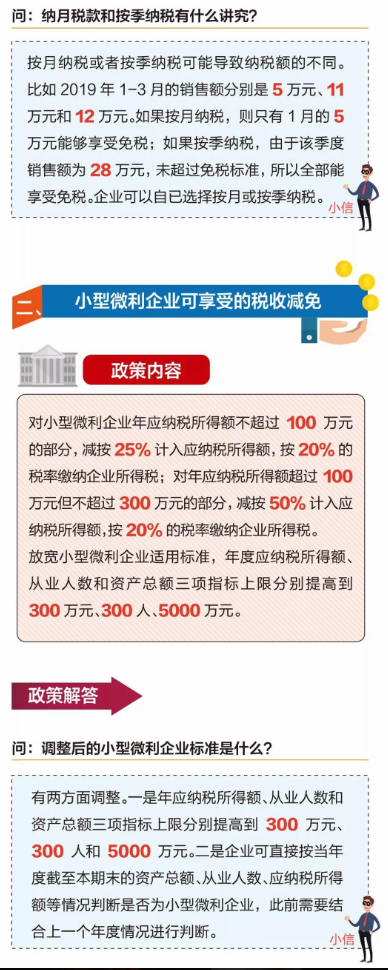 问：纳月税款和按季纳税有什么讲究？
按月纳税或者按季纳税可能导致纳税额的不同。
比如 2019 年 1-3 月的销售额分别是 5 万元、11
万元和 12 万元。如果按月纳税，则只有 1 月的 5
万元能够享受免税；如果按季纳税，由于该季度
销售额为 28 万元，未超过免税标准，所以全部能
享受免税。企业可以自已选择按月或按季纳税。
小信
二、
小型微利企业可享受的税收减免
政策内容
对小型微利企业年应纳税所得额不超过 100 万元
的部分，减按 25% 计入应纳税所得额，按 20% 的
税率缴纳企业所得税；对年应纳税所得额超过 100
万元但不超过 300 万元的部分，减按 50% 计入应
纳税所得额，按 20% 的税率缴纳企业所得税。
放宽小型微利企业适用标准，年度应纳税所得额、
从业人数和资产总额三项指标上限分别提高到
300 万元、300 人、5000 万元。
政策解答
问：调整后的小型微利企业标准是什么？
有两方面调整。一是年应纳税所得额、从业人数和
资产总额三项指标上限分别提高到 300 万元、
300 人和 5000 万元。二是企业可直接按当年
度截至本期末的资产总额、从业人数、应纳税所得
额等情况判断是否为小型微利企业，此前需要结
合上一个年度情况进行判断。
小信